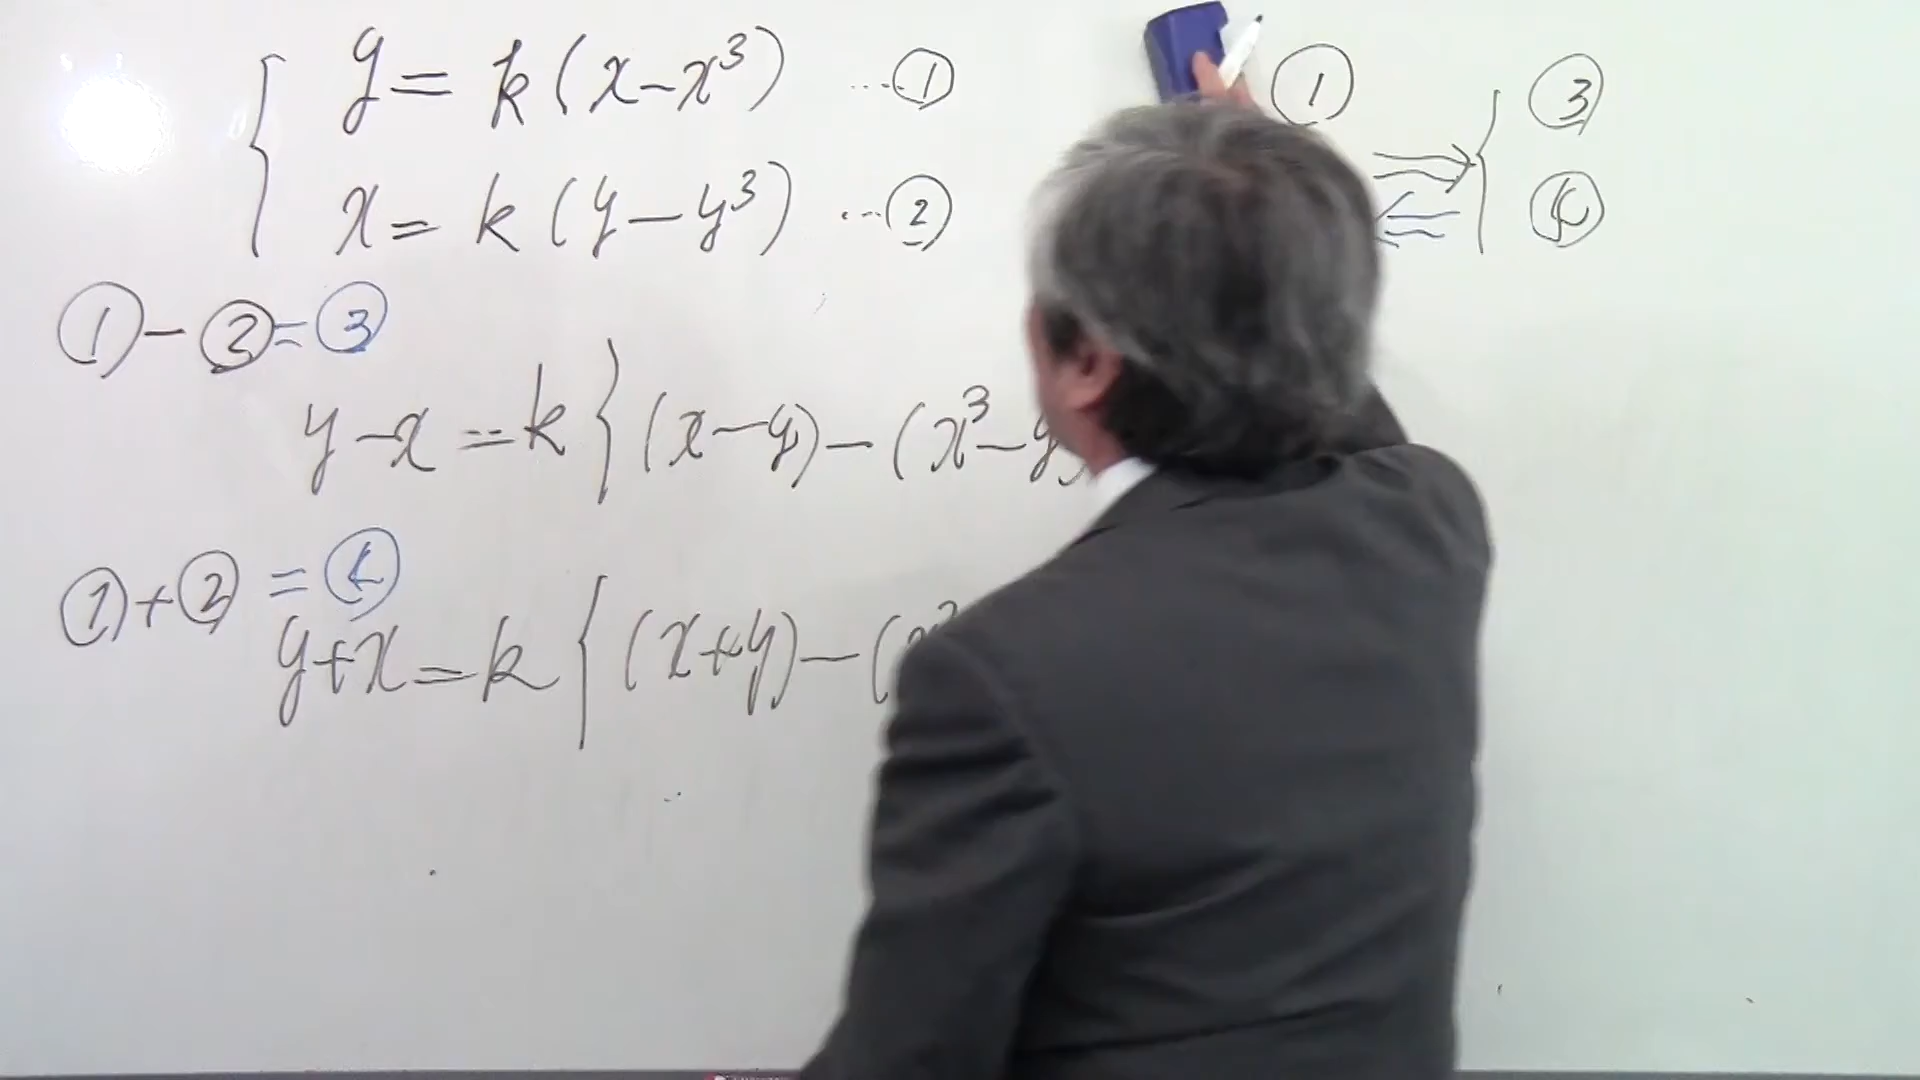 y = k(x-x³) …①
x = k(y-y³) …②
①
③
④
①-②=③
y-x = k{(x-y)-(x³-y
①+②=④
y+x = k{(x+y)-(